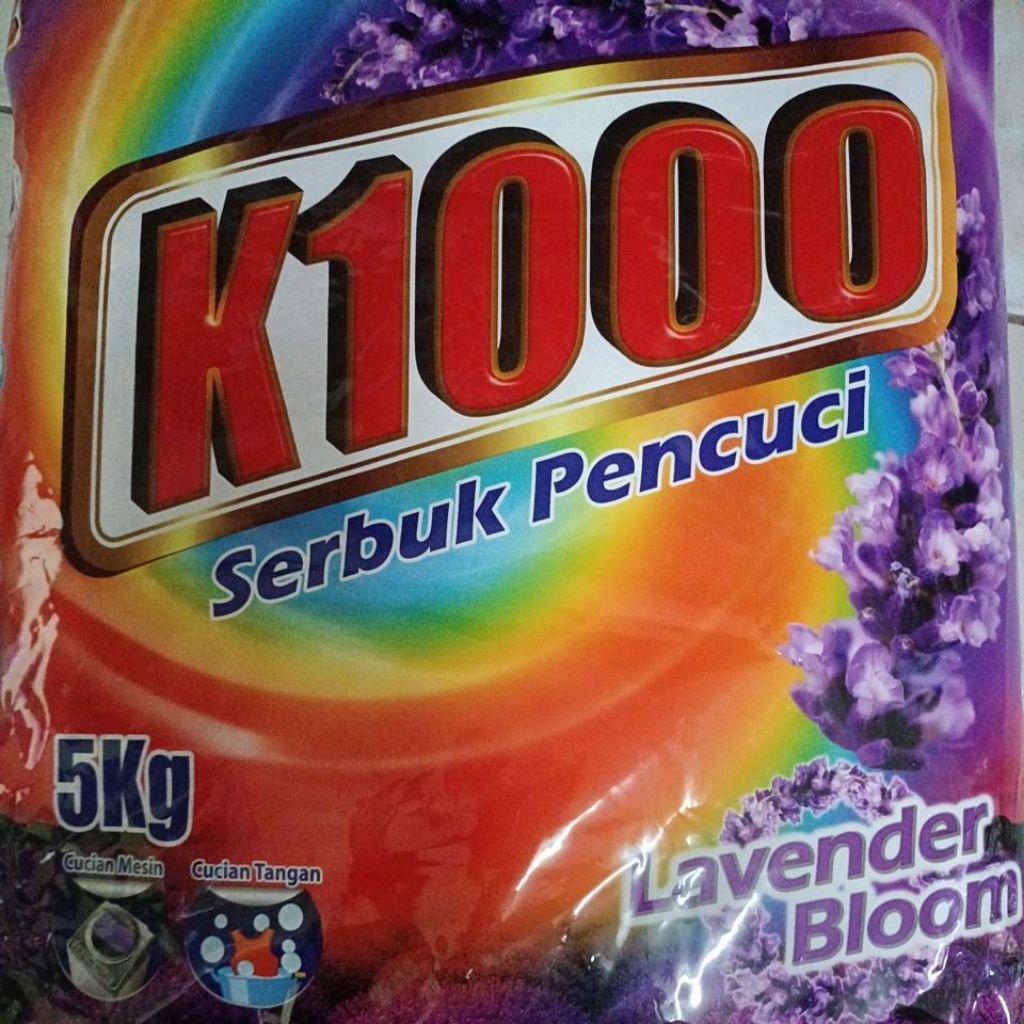 K1000
Serbuk Pencuci
5Kg
Cucian Mesin
Cucian Tangan
Lavender
Bloom